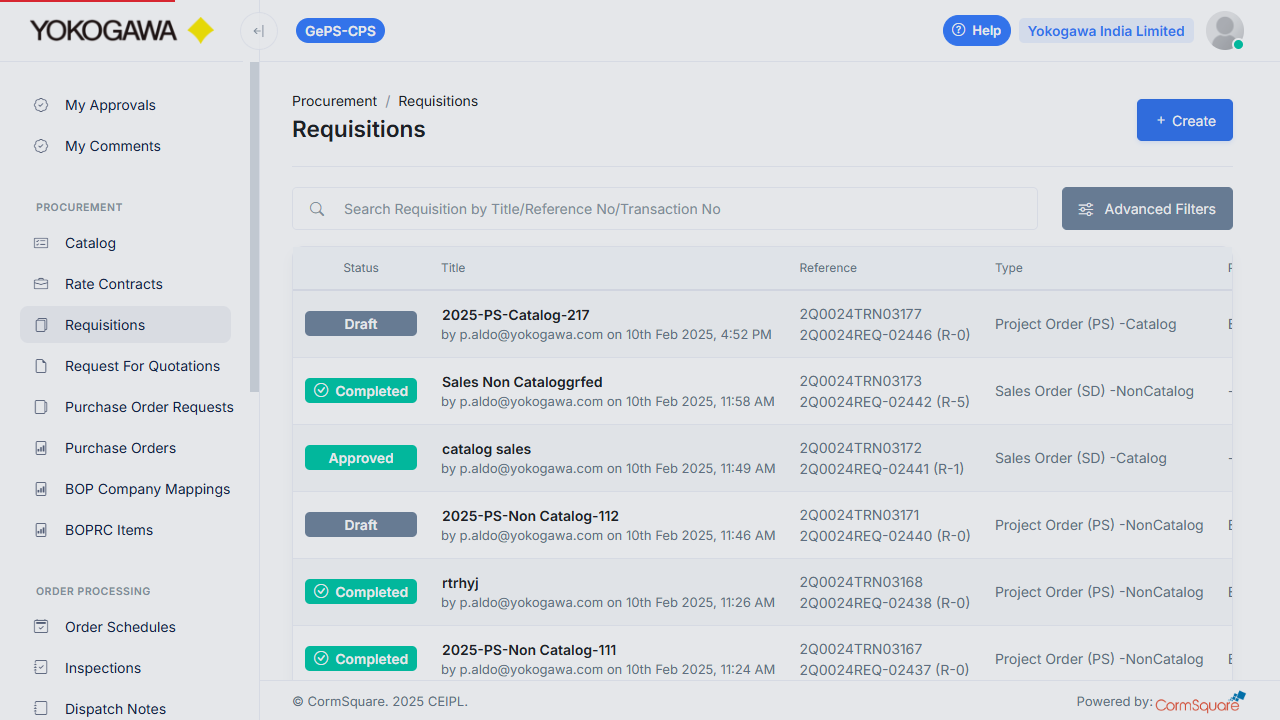 YOKOGAWA
GePS-CPS
Help
Yokogawa India Limited
My Approvals
My Comments
PROCUREMENT
Catalog
Rate Contracts
Requisitions
Request For Quotations
Purchase Order Requests
Purchase Orders
BOP Company Mappings
BOPRC Items
ORDER PROCESSING
Order Schedules
Inspections
Dispatch Notes
Procurement / Requisitions
Requisitions
+ Create
Search Requisition by Title/Reference No/Transaction No
Advanced Filters
Status Title Reference Type
Draft 2025-PS-Catalog-217 2Q0024TRN03177 Project Order (PS) -Catalog
by p.aldo@yokogawa.com on 10th Feb 2025, 4:52 PM 2Q0024REQ-02446 (R-0)
Completed Sales Non Cataloggrfed 2Q0024TRN03173 Sales Order (SD) -NonCatalog -
by p.aldo@yokogawa.com on 10th Feb 2025, 11:58 AM 2Q0024REQ-02442 (R-5)
Approved catalog sales 2Q0024TRN03172 Sales Order (SD) -Catalog -
by p.aldo@yokogawa.com on 10th Feb 2025, 11:49 AM 2Q0024REQ-02441 (R-1)
Draft 2025-PS-Non Catalog-112 2Q0024TRN03171 Project Order (PS) -NonCatalog
by p.aldo@yokogawa.com on 10th Feb 2025, 11:46 AM 2Q0024REQ-02440 (R-0)
Completed rtrhyj 2Q0024TRN03168 Project Order (PS) -NonCatalog
by p.aldo@yokogawa.com on 10th Feb 2025, 11:26 AM 2Q0024REQ-02438 (R-0)
Completed 2025-PS-Non Catalog-111 2Q0024TRN03167 Project Order (PS) -NonCatalog
by p.aldo@yokogawa.com on 10th Feb 2025, 11:24 AM 2Q0024REQ-02437 (R-0)
© CormSquare. 2025 CEIPL.
Powered by: CormSquare